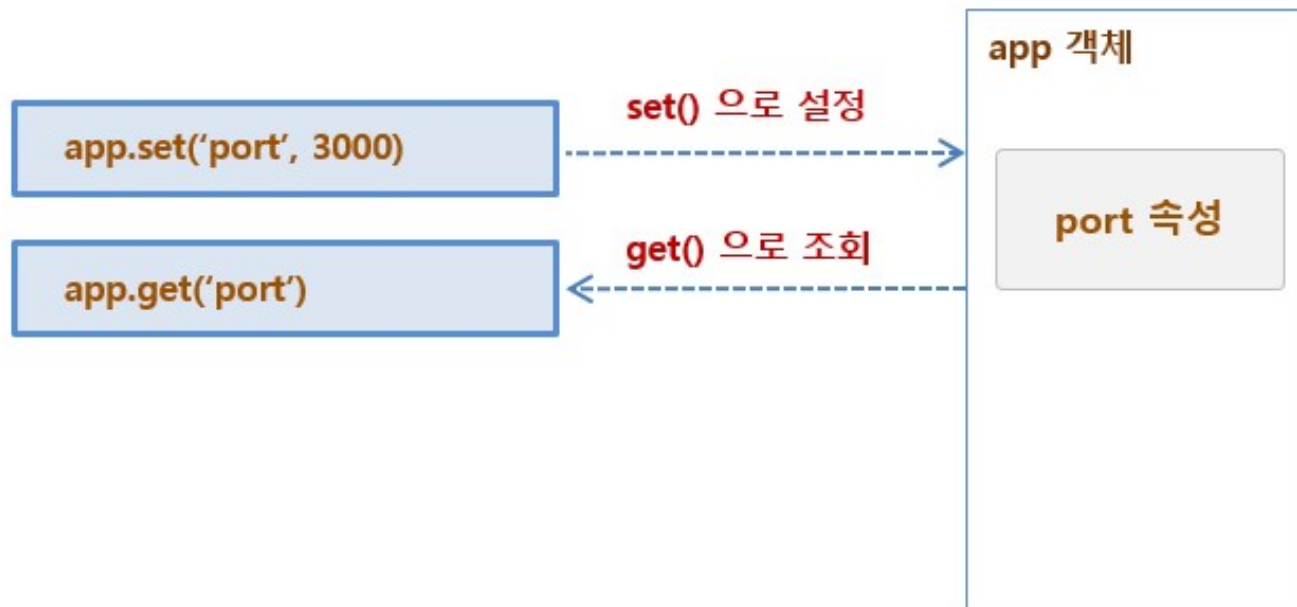 app 객체
set() 으로 설정
app.set(‘port’, 3000)
port 속성
get() 으로 조회
app.get(‘port’)